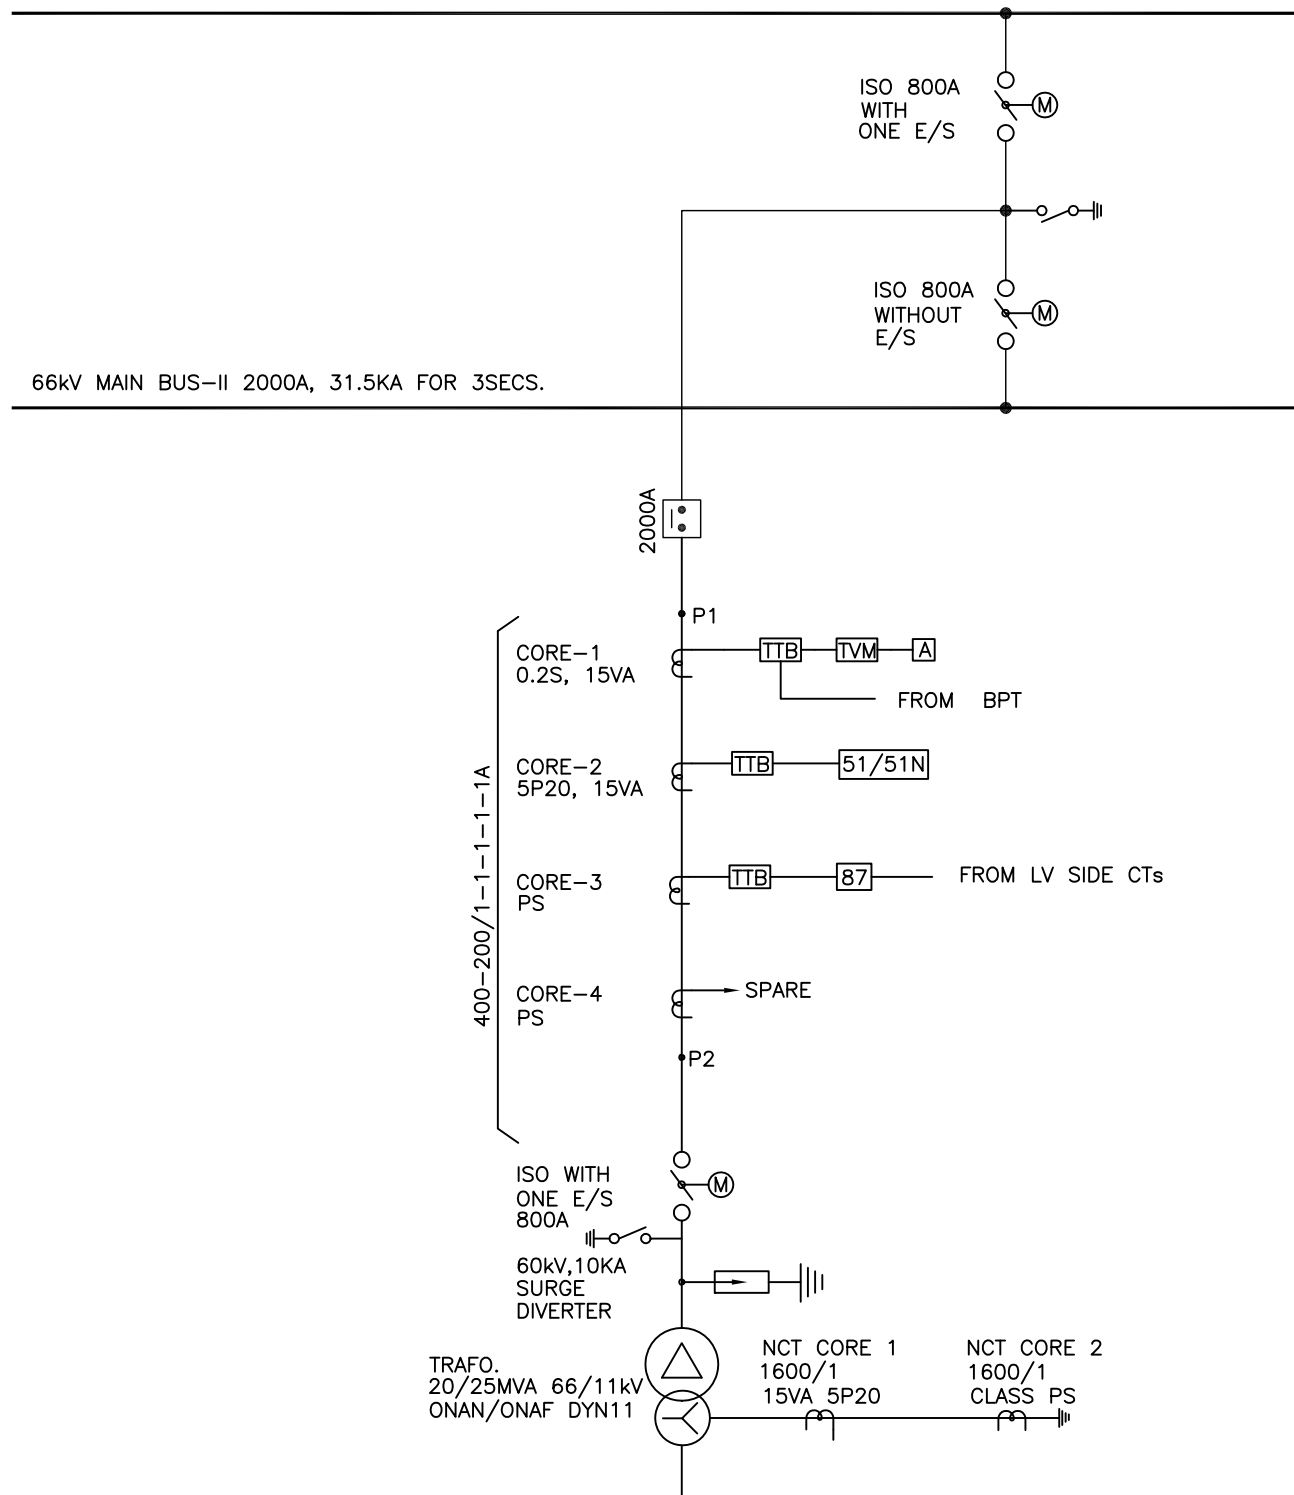 ISO 800A
WITH
ONE E/S
M
ISO 800A
WITHOUT
E/S
M
66kV MAIN BUS-II 2000A, 31.5KA FOR 3SECS.
2000A
P1
400-200/1-1-1-1-1A
CORE-1
0.2S, 15VA
TTB
TVM
A
FROM BPT
CORE-2
5P20, 15VA
TTB
51/51N
CORE-3
PS
TTB
87
FROM LV SIDE CTs
CORE-4
PS
SPARE
P2
ISO WITH
ONE E/S
800A
M
60kV,10KA
SURGE
DIVERTER
TRAFO.
20/25MVA 66/11kV
ONAN/ONAF DYN11
NCT CORE 1
1600/1
15VA 5P20
NCT CORE 2
1600/1
CLASS PS